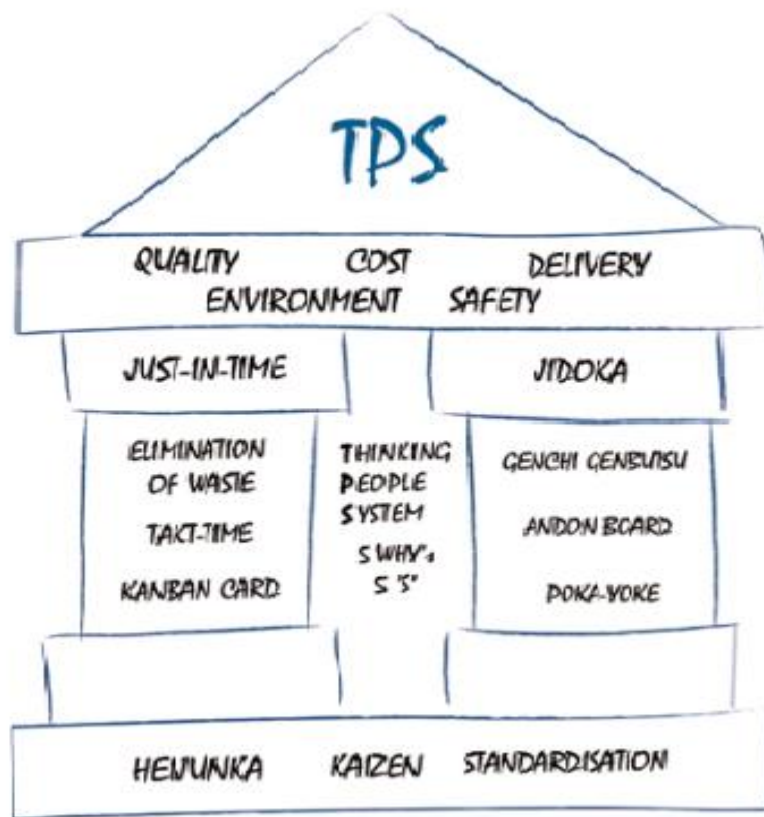 TPS
QUALITY COST DELIVERY
ENVIRONMENT SAFETY
JUST-IN-TIME
JIDOKA
ELIMINATION
OF WASTE
TAKT-TIME
KANBAN CARD
THINKING
PEOPLE
SYSTEM
5 WHY's
5 'S'
GENCHI GENBUTSU
ANDON BOARD
POKA-YOKE
HEIJUNKA KAIZEN STANDARDISATION